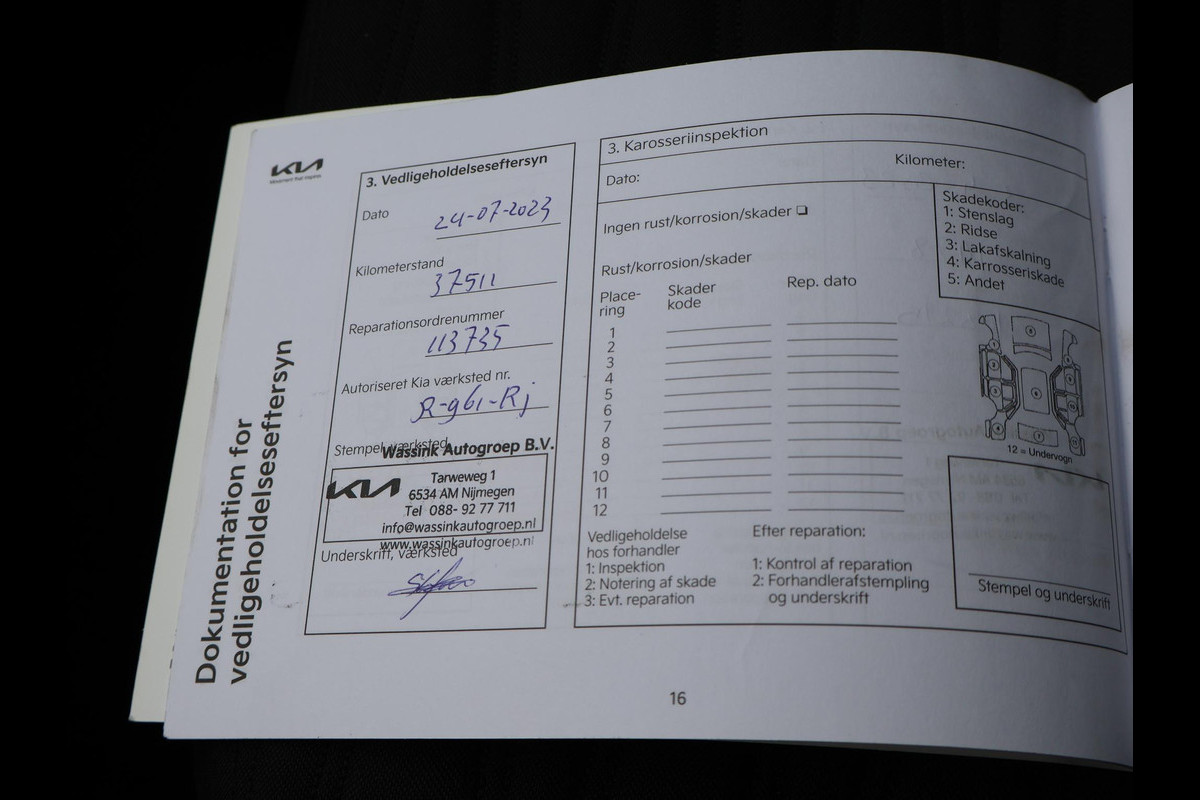 KIA
Movement that inspires
Dokumentation for
vedligeholdelseseftersyn
3. Vedligeholdelseseftersyn
Dato
24-07-2023
Kilometerstand
37511
Reparationsordrenummer
113735
Autoriseret Kia værksted nr.
R-961-Rj
Stempel værksted
Wassink Autogroep B.V.
KIA
Tarweweg 1
6534 AM Nijmegen
Tel 088- 92 77 711
info@wassinkautogroep.nl
www.wassinkautogroep.nl
Underskrift, værksted
3. Karosseriinspektion
Dato:
Kilometer:
Ingen rust/korrosion/skader
Skadekoder:
1: Stenslag
2: Ridse
3: Lakafskalning
4: Karrosseriskade
5: Andet
Rust/korrosion/skader
Place-
ring
Skader
kode
Rep. dato
1
2
3
4
5
6
7
8
9
10
11
12
12 = Undervogn
Vedligeholdelse
hos forhandler
1: Inspektion
2: Notering af skade
3: Evt. reparation
Efter reparation:
1: Kontrol af reparation
2: Forhandlerafstempling
og underskrift
Stempel og underskrift
16